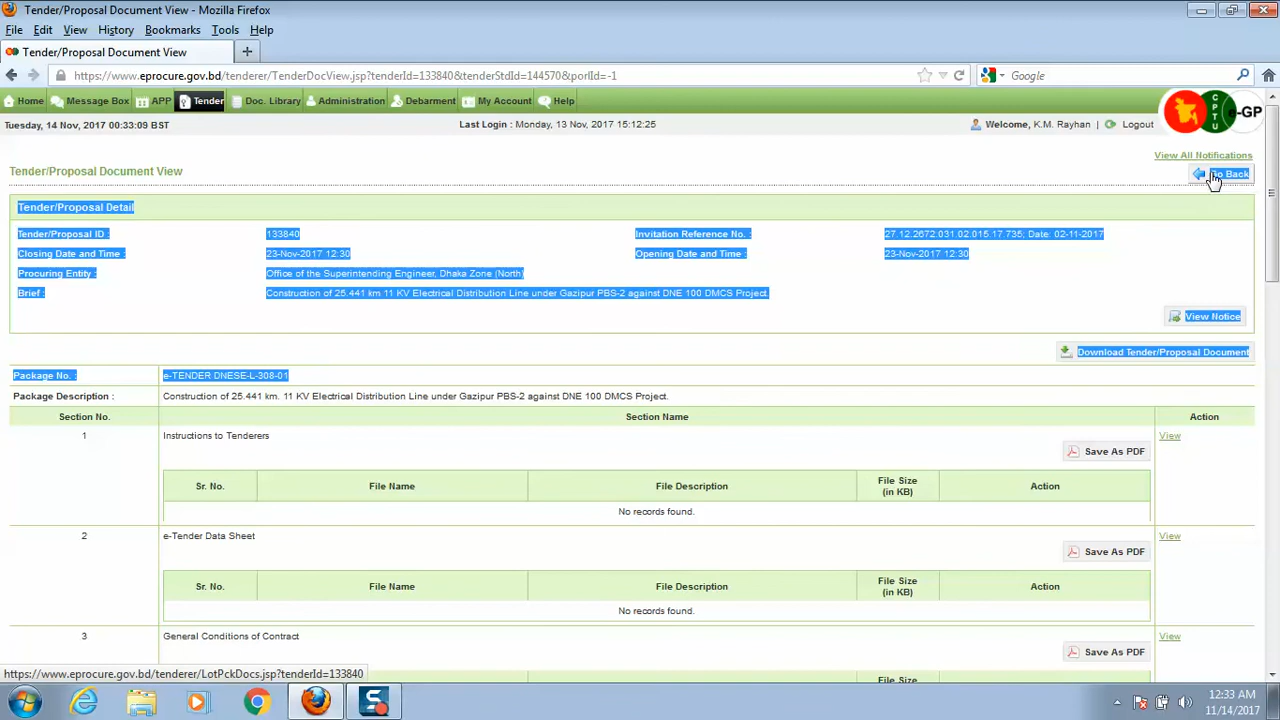 Tender/Proposal Document View - Mozilla Firefox
File Edit View History Bookmarks Tools Help
Tender/Proposal Document View
https://www.eprocure.gov.bd/tenderer/TenderDocView.jsp?tenderId=133840&tenderStdId=144570&porlId=-1
Google
Home Message Box APP Tender Doc. Library Administration Debarment My Account Help
C P T U e-GP
Tuesday, 14 Nov, 2017 00:33:09 BST Last Login : Monday, 13 Nov, 2017 15:12:25 Welcome, K.M. Rayhan | Logout
View All Notifications
Tender/Proposal Document View
Go Back
Tender/Proposal Detail
Tender/Proposal ID : 133840 Invitation Reference No. : 27.12.2672.031.02.015.17.735; Date: 02-11-2017
Closing Date and Time : 23-Nov-2017 12:30 Opening Date and Time : 23-Nov-2017 12:30
Procuring Entity : Office of the Superintending Engineer, Dhaka Zone (North)
Brief : Construction of 25.441 km 11 KV Electrical Distribution Line under Gazipur PBS-2 against DNE 100 DMCS Project.
View Notice
Download Tender/Proposal Document
Package No. : e-TENDER DNESE-L-308-01
Package Description : Construction of 25.441 km. 11 KV Electrical Distribution Line under Gazipur PBS-2 against DNE 100 DMCS Project.
Section No. Section Name Action
1 Instructions to Tenderers View
Save As PDF
Sr. No. File Name File Description File Size (in KB) Action
No records found.
2 e-Tender Data Sheet View
Save As PDF
Sr. No. File Name File Description File Size (in KB) Action
No records found.
3 General Conditions of Contract View
Save As PDF
File Size
https://www.eprocure.gov.bd/tenderer/LotPckDocs.jsp?tenderId=133840
12:33 AM
11/14/2017